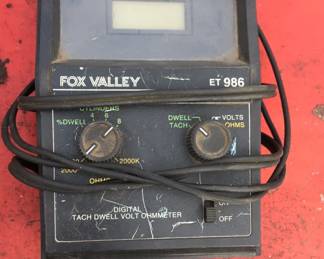 FOX VALLEY ET 986
CYLINDERS
4 6 8
%DWELL
DWELL VOLTS
TACH OHMS
2000 2000K
OHMS
DIGITAL
TACH DWELL VOLT OHMMETER
ON
OFF